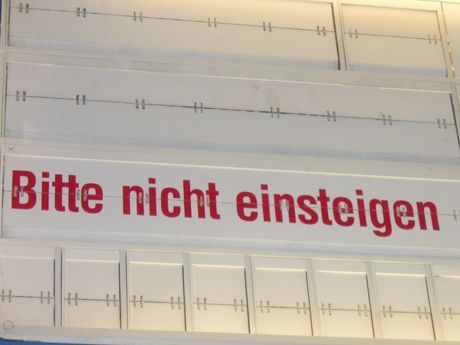 Bitte nicht einsteigen